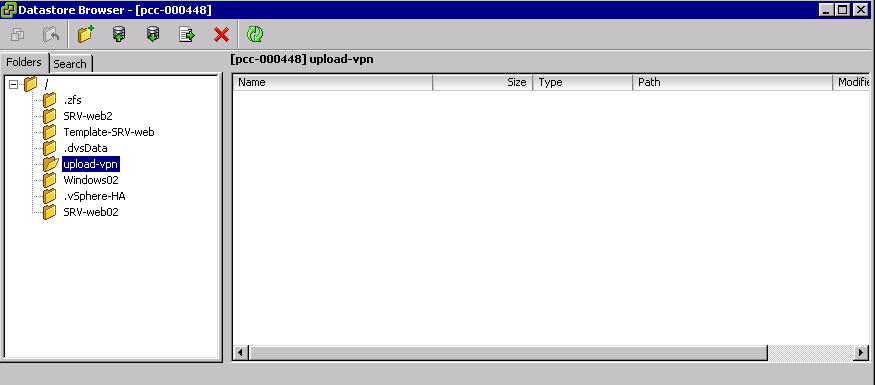 Datastore Browser - [pcc-000448]
Folders
Search
[pcc-000448] upload-vpn
/
.zfs
SRV-web2
Template-SRV-web
.dvsData
upload-vpn
Windows02
.vSphere-HA
SRV-web02
Name Size Type Path Modifie